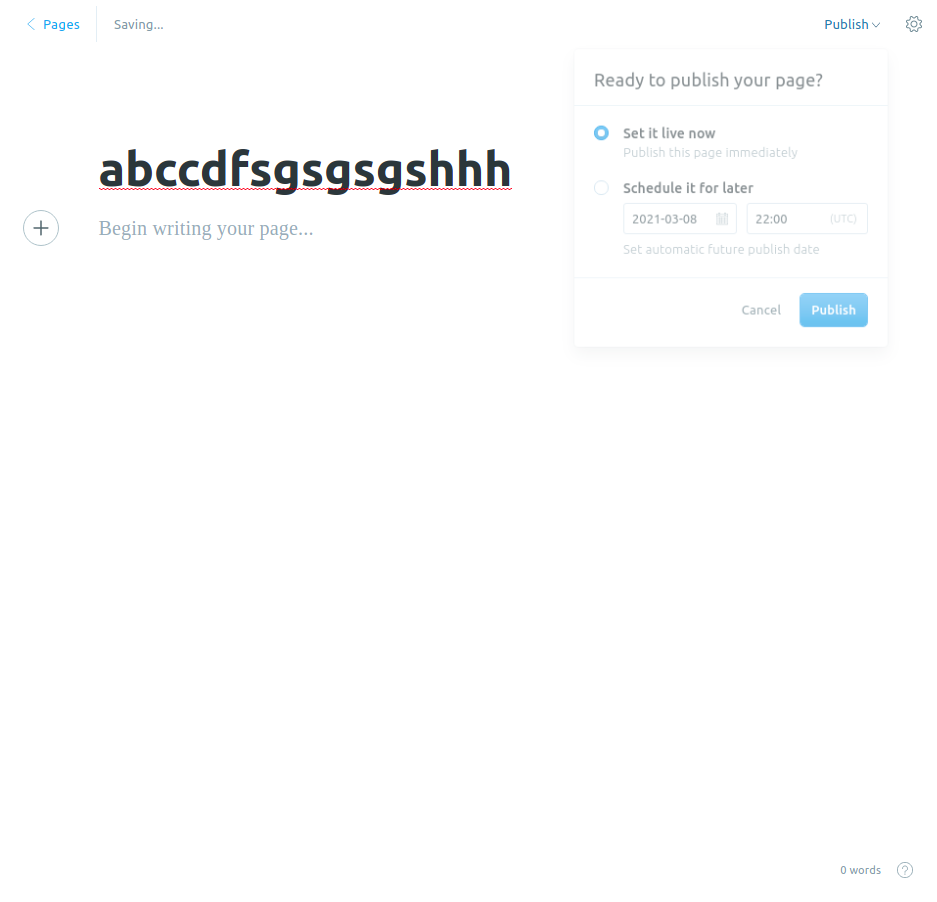 Pages
Saving...
Publish
Ready to publish your page?
Set it live now
Publish this page immediately
Schedule it for later
2021-03-08
22:00 (UTC)
Set automatic future publish date
Cancel
Publish
abccdfsgsgsgshhh
Begin writing your page...
0 words
?